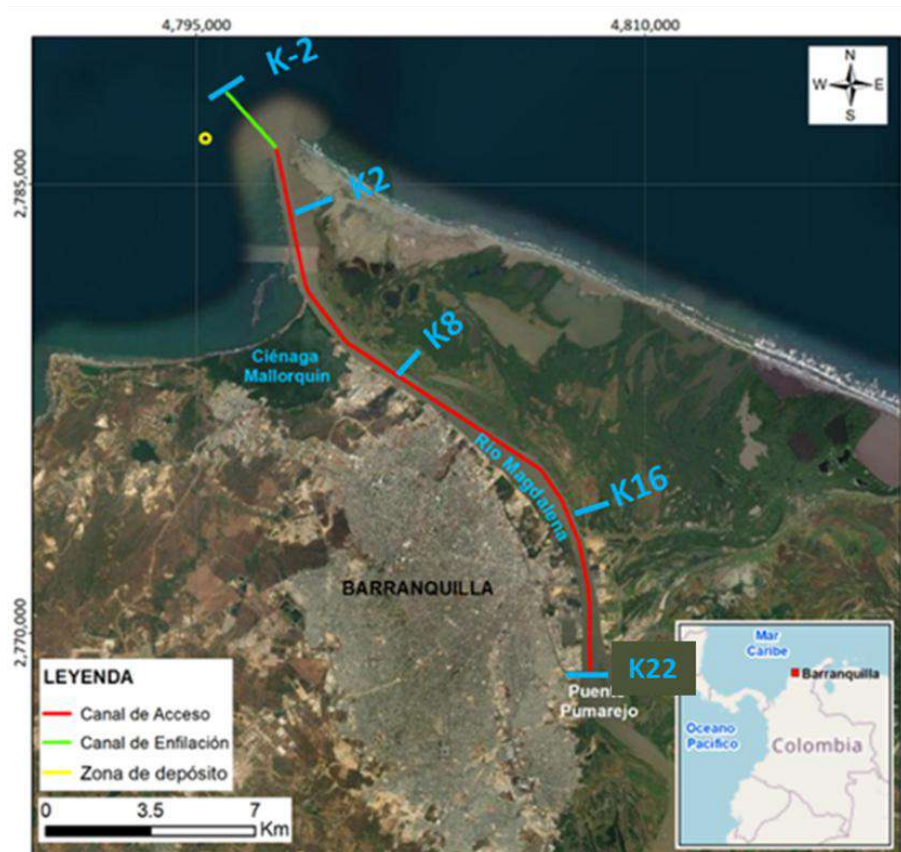 4,795,000
4,810,000
K-2
N
W E
S
2,785,000
K2
K8
Ciénaga
Mallorquín
Río Magdalena
K16
BARRANQUILLA
2,770,000
K22
Puente
Pumarejo
LEYENDA
Canal de Acceso
Canal de Enfilación
Zona de depósito
0 3.5 7
Km
Mar
Caribe
Barranquilla
Oceano
Pacífico
Colombia